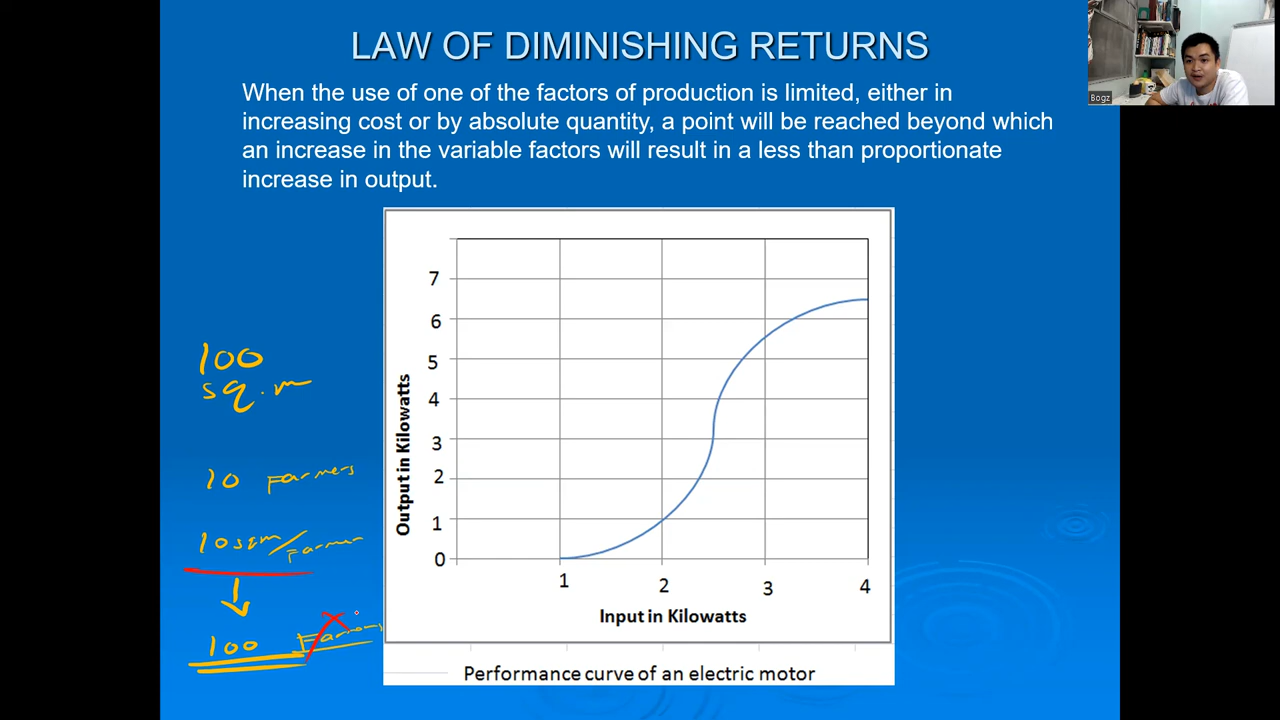 LAW OF DIMINISHING RETURNS
When the use of one of the factors of production is limited, either in
increasing cost or by absolute quantity, a point will be reached beyond which
an increase in the variable factors will result in a less than proportionate
increase in output.
Bogz
100
sq.m
10 Farmers
10 sqm/Farmer
100 Farmers
Output in Kilowatts
7
6
5
4
3
2
1
0
1 2 3 4
Input in Kilowatts
Performance curve of an electric motor